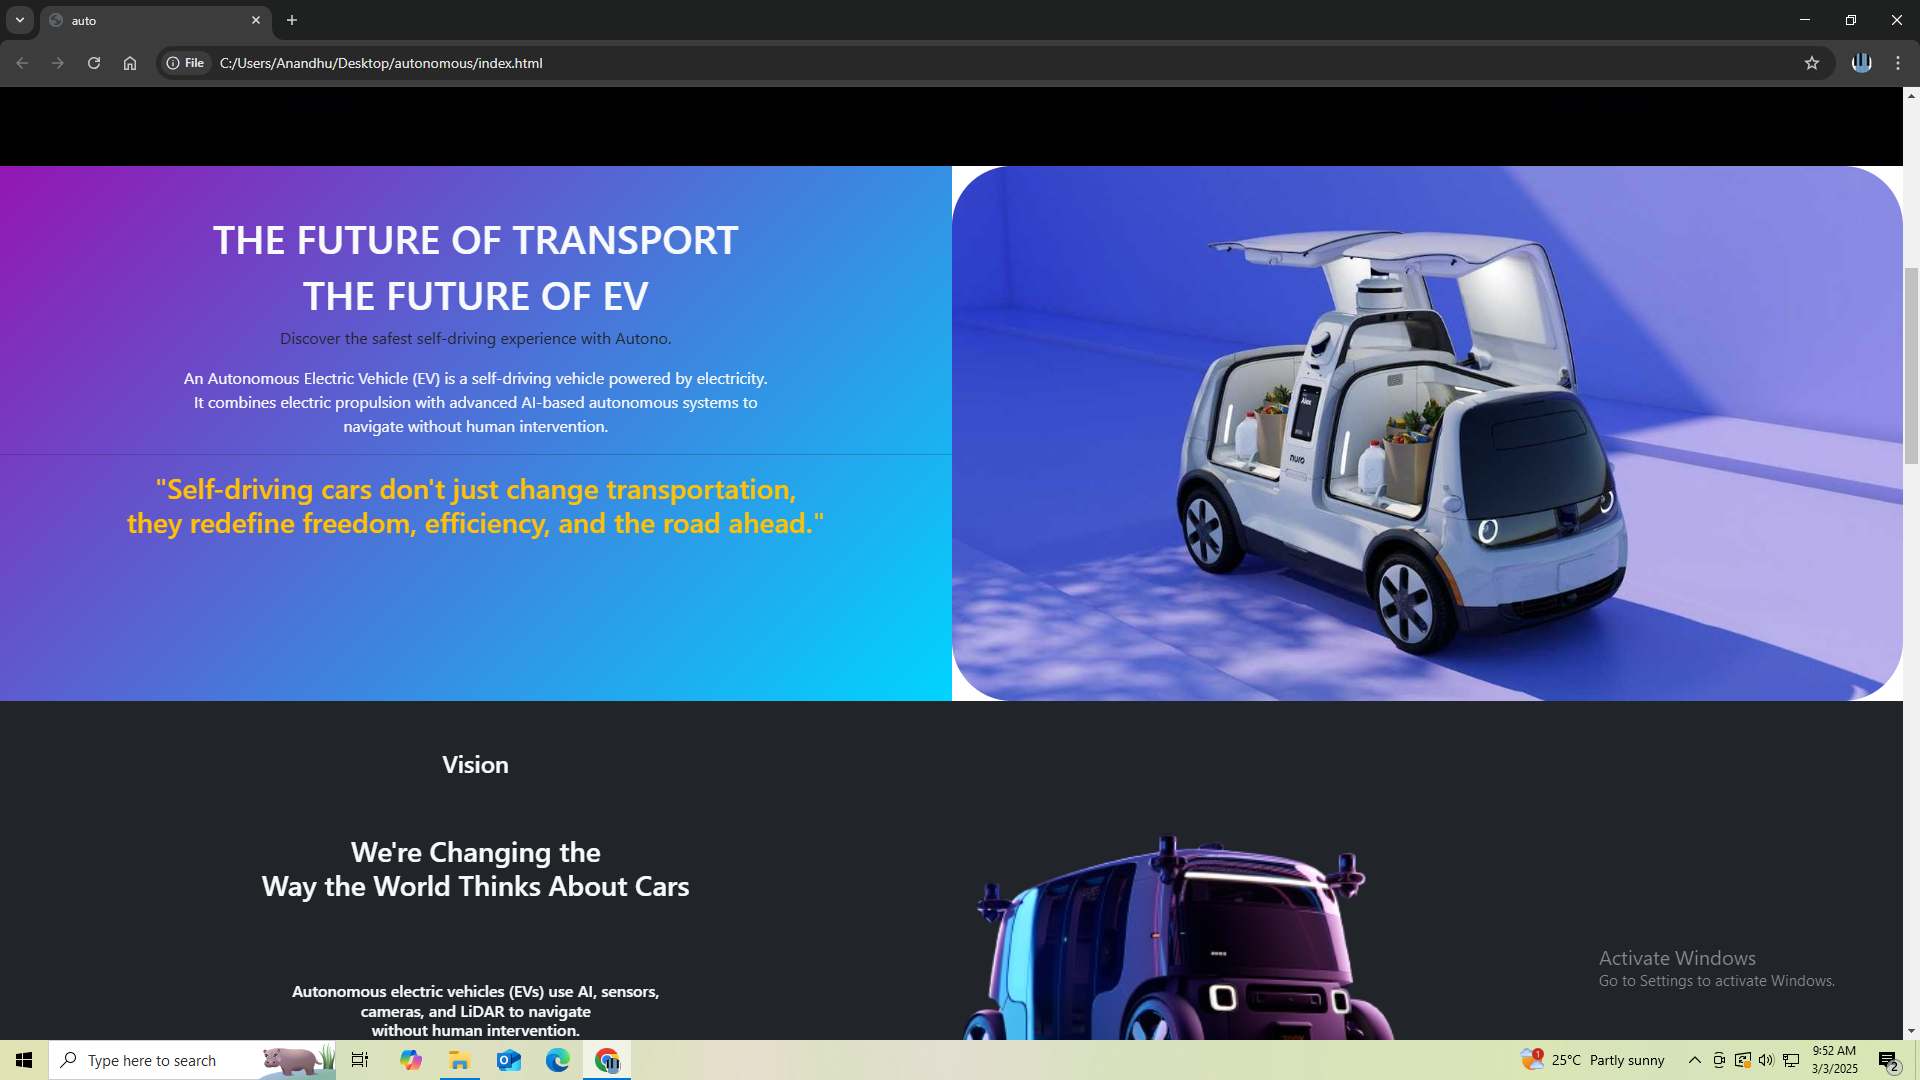 auto
File
C:/Users/Anandhu/Desktop/autonomous/index.html
THE FUTURE OF TRANSPORT
THE FUTURE OF EV
Discover the safest self-driving experience with Autono.
An Autonomous Electric Vehicle (EV) is a self-driving vehicle powered by electricity.
It combines electric propulsion with advanced AI-based autonomous systems to
navigate without human intervention.
"Self-driving cars don't just change transportation,
they redefine freedom, efficiency, and the road ahead."
Alex
nuro
Vision
We're Changing the
Way the World Thinks About Cars
Autonomous electric vehicles (EVs) use AI, sensors,
cameras, and LiDAR to navigate
without human intervention.
Activate Windows
Go to Settings to activate Windows.
Type here to search
1
25°C Partly sunny
9:52 AM
3/3/2025
2